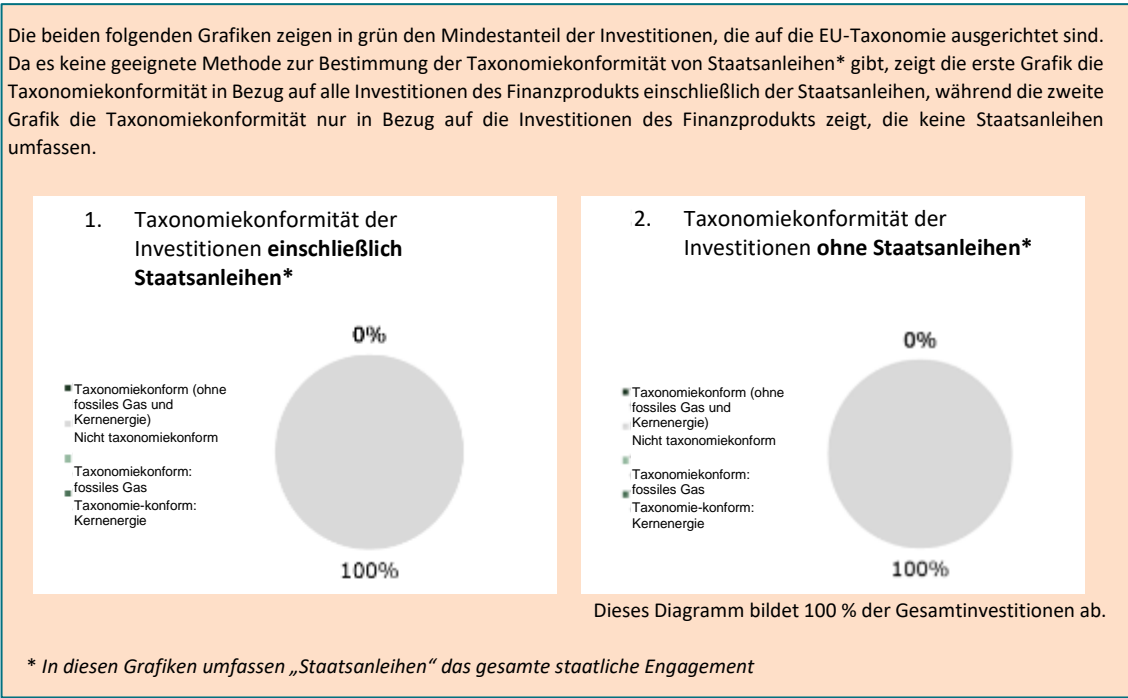 Die beiden folgenden Grafiken zeigen in grün den Mindestanteil der Investitionen, die auf die EU-Taxonomie ausgerichtet sind.
Da es keine geeignete Methode zur Bestimmung der Taxonomiekonformität von Staatsanleihen* gibt, zeigt die erste Grafik die
Taxonomiekonformität in Bezug auf alle Investitionen des Finanzprodukts einschließlich der Staatsanleihen, während die zweite
Grafik die Taxonomiekonformität nur in Bezug auf die Investitionen des Finanzprodukts zeigt, die keine Staatsanleihen
umfassen.
1. Taxonomiekonformität der
Investitionen einschließlich
Staatsanleihen*
0%
Taxonomiekonform (ohne
fossiles Gas und
Kernenergie)
Nicht taxonomiekonform
Taxonomiekonform:
fossiles Gas
Taxonomie-konform:
Kernenergie
100%
2. Taxonomiekonformität der
Investitionen ohne Staatsanleihen*
0%
Taxonomiekonform (ohne
fossiles Gas und
Kernenergie)
Nicht taxonomiekonform
Taxonomiekonform:
fossiles Gas
Taxonomie-konform:
Kernenergie
100%
Dieses Diagramm bildet 100 % der Gesamtinvestitionen ab.
* In diesen Grafiken umfassen „Staatsanleihen" das gesamte staatliche Engagement